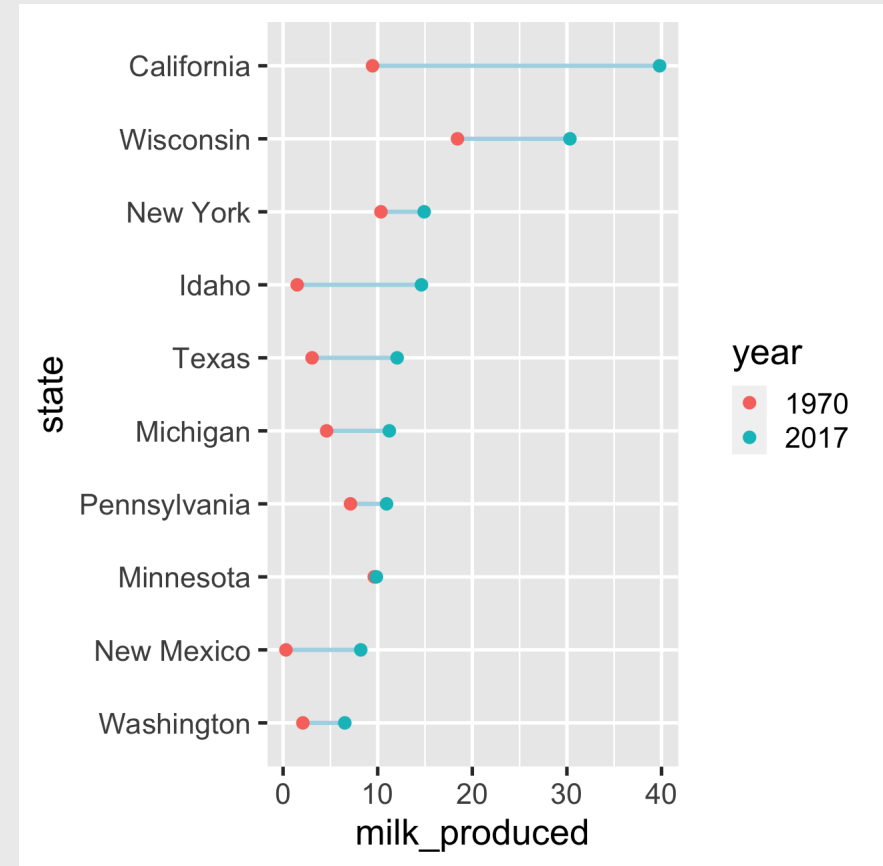 California
Wisconsin
New York
Idaho
Texas
Michigan
Pennsylvania
Minnesota
New Mexico
Washington
state
0 10 20 30 40
milk_produced
year
1970
2017